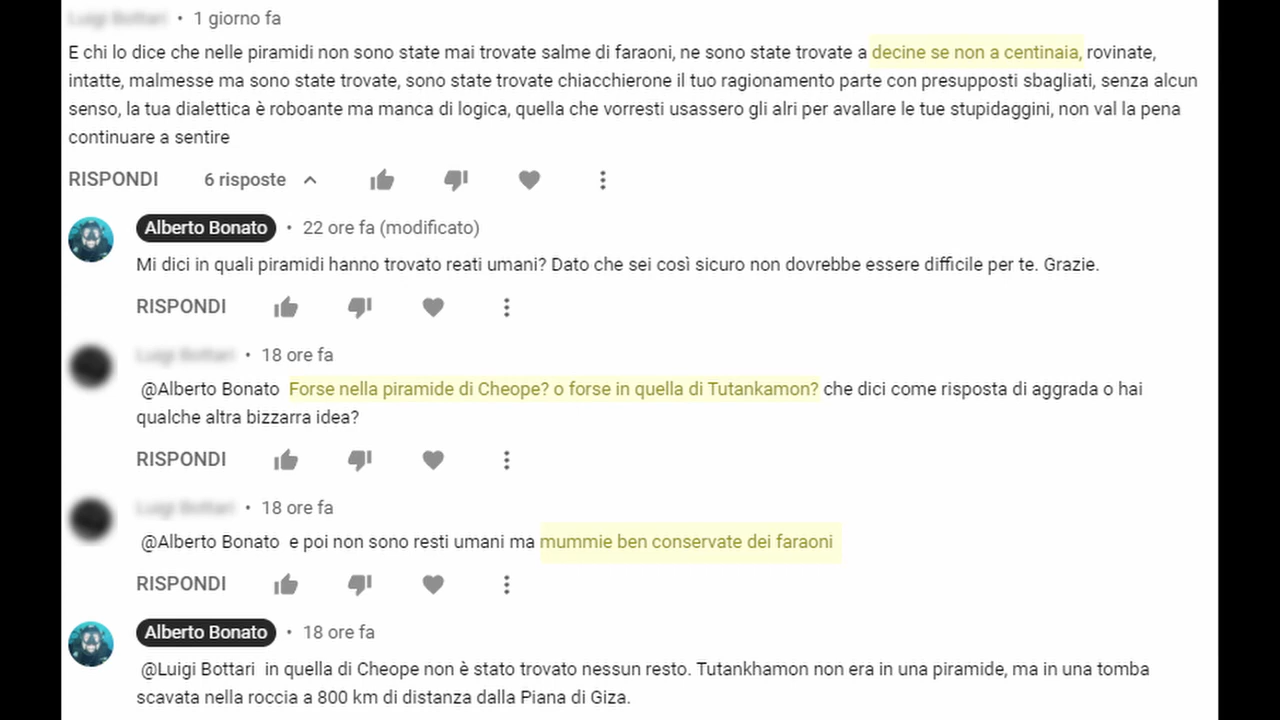 • 1 giorno fa
E chi lo dice che nelle piramidi non sono state mai trovate salme di faraoni, ne sono state trovate a decine se non a centinaia, rovinate,
intatte, malmesse ma sono state trovate, sono state trovate chiacchierone il tuo ragionamento parte con presupposti sbagliati, senza alcun
senso, la tua dialettica è roboante ma manca di logica, quella che vorresti usassero gli alri per avallare le tue stupidaggini, non val la pena
continuare a sentire
RISPONDI 6 risposte
Alberto Bonato • 22 ore fa (modificato)
Mi dici in quali piramidi hanno trovato reati umani? Dato che sei così sicuro non dovrebbe essere difficile per te. Grazie.
RISPONDI
• 18 ore fa
@Alberto Bonato Forse nella piramide di Cheope? o forse in quella di Tutankamon? che dici come risposta di aggrada o hai
qualche altra bizzarra idea?
RISPONDI
• 18 ore fa
@Alberto Bonato e poi non sono resti umani ma mummie ben conservate dei faraoni
RISPONDI
Alberto Bonato • 18 ore fa
@Luigi Bottari in quella di Cheope non è stato trovato nessun resto. Tutankhamon non era in una piramide, ma in una tomba
scavata nella roccia a 800 km di distanza dalla Piana di Giza.